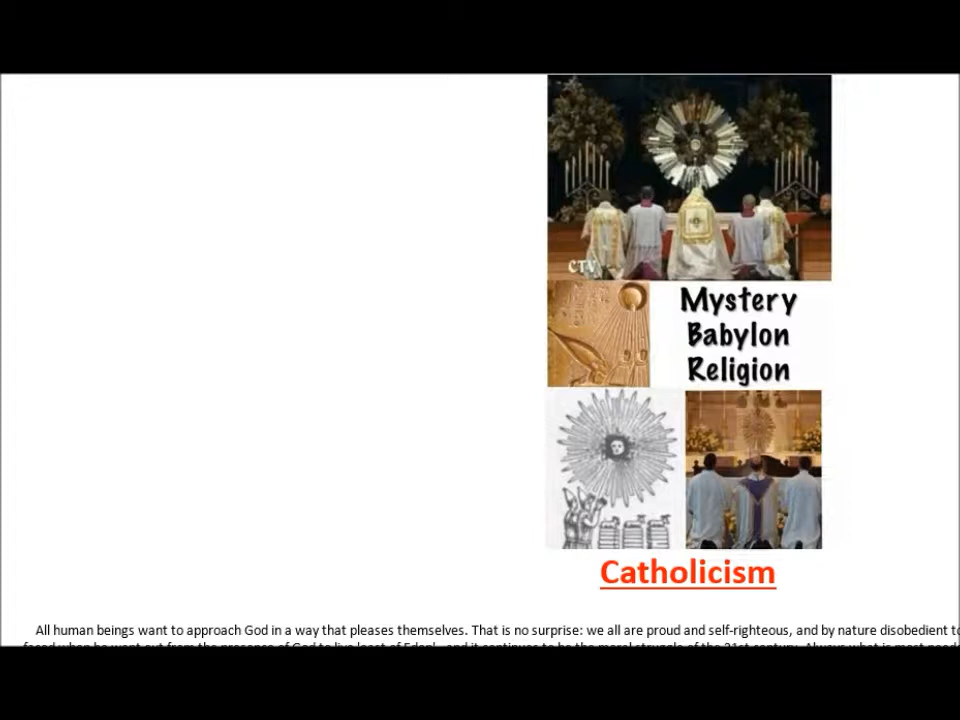 CTV
Mystery
Babylon
Religion
Catholicism
All human beings want to approach God in a way that pleases themselves. That is no surprise: we all are proud and self-righteous, and by nature disobedient to